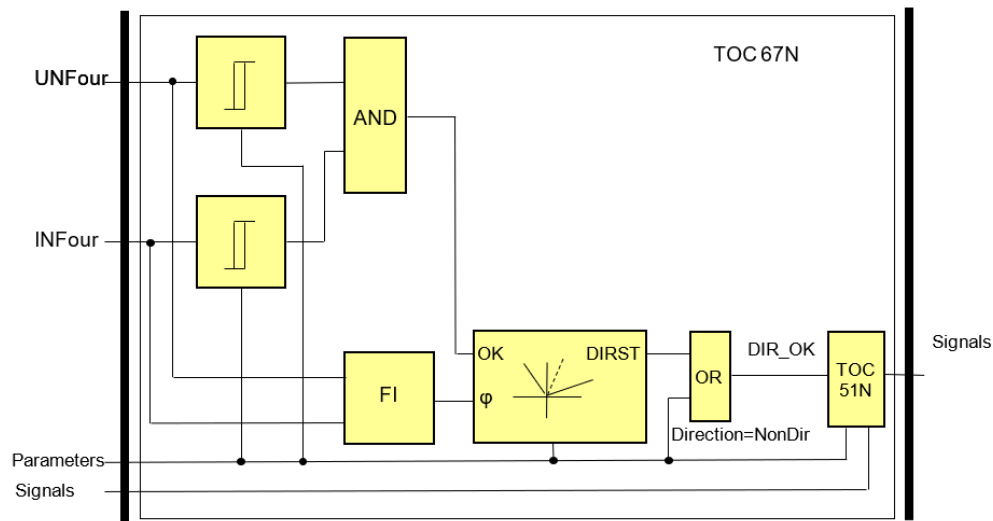 TOC 67N
UNFour
AND
INFour
OK
DIRST
φ
FI
OR
DIR_OK
TOC
51N
Signals
Direction=NonDir
Parameters
Signals